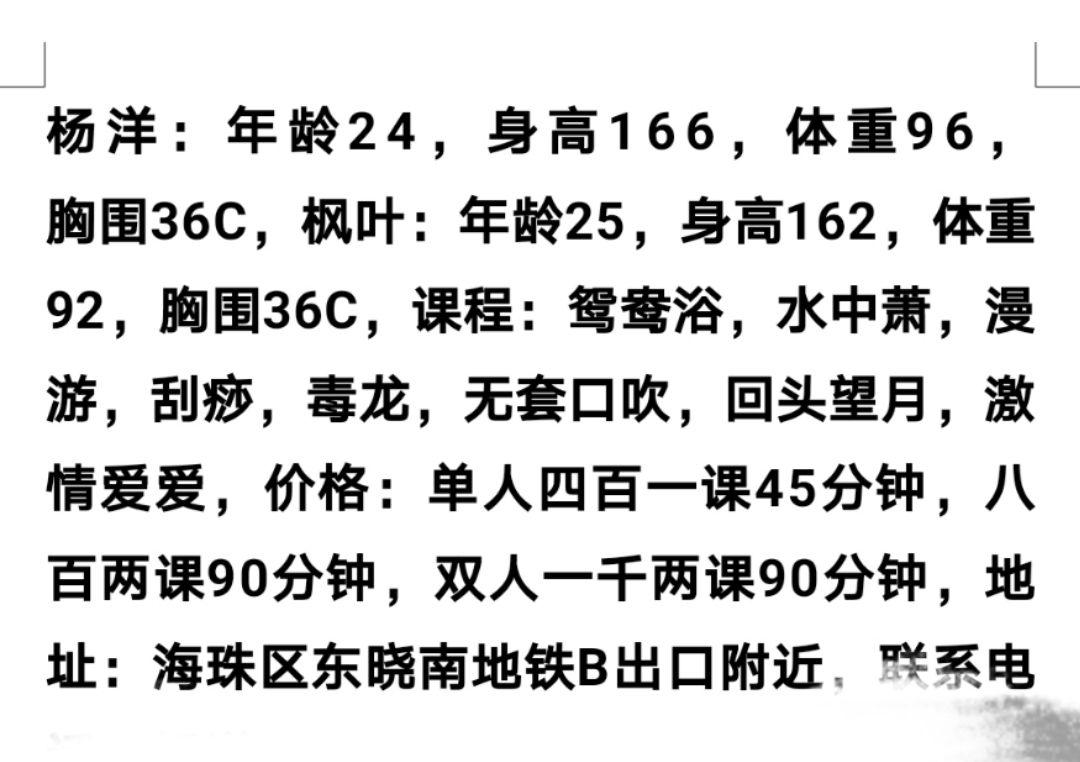 杨洋：年龄24，身高166，体重96，
胸围36C，枫叶：年龄25，身高162，体重
92，胸围36C，课程：鸳鸯浴，水中萧，漫
游，刮痧，毒龙，无套口吹，回头望月，激
情爱爱，价格：单人四百一课45分钟，八
百两课90分钟，双人一千两课90分钟，地
址：海珠区东晓南地铁B出口附近，联系电